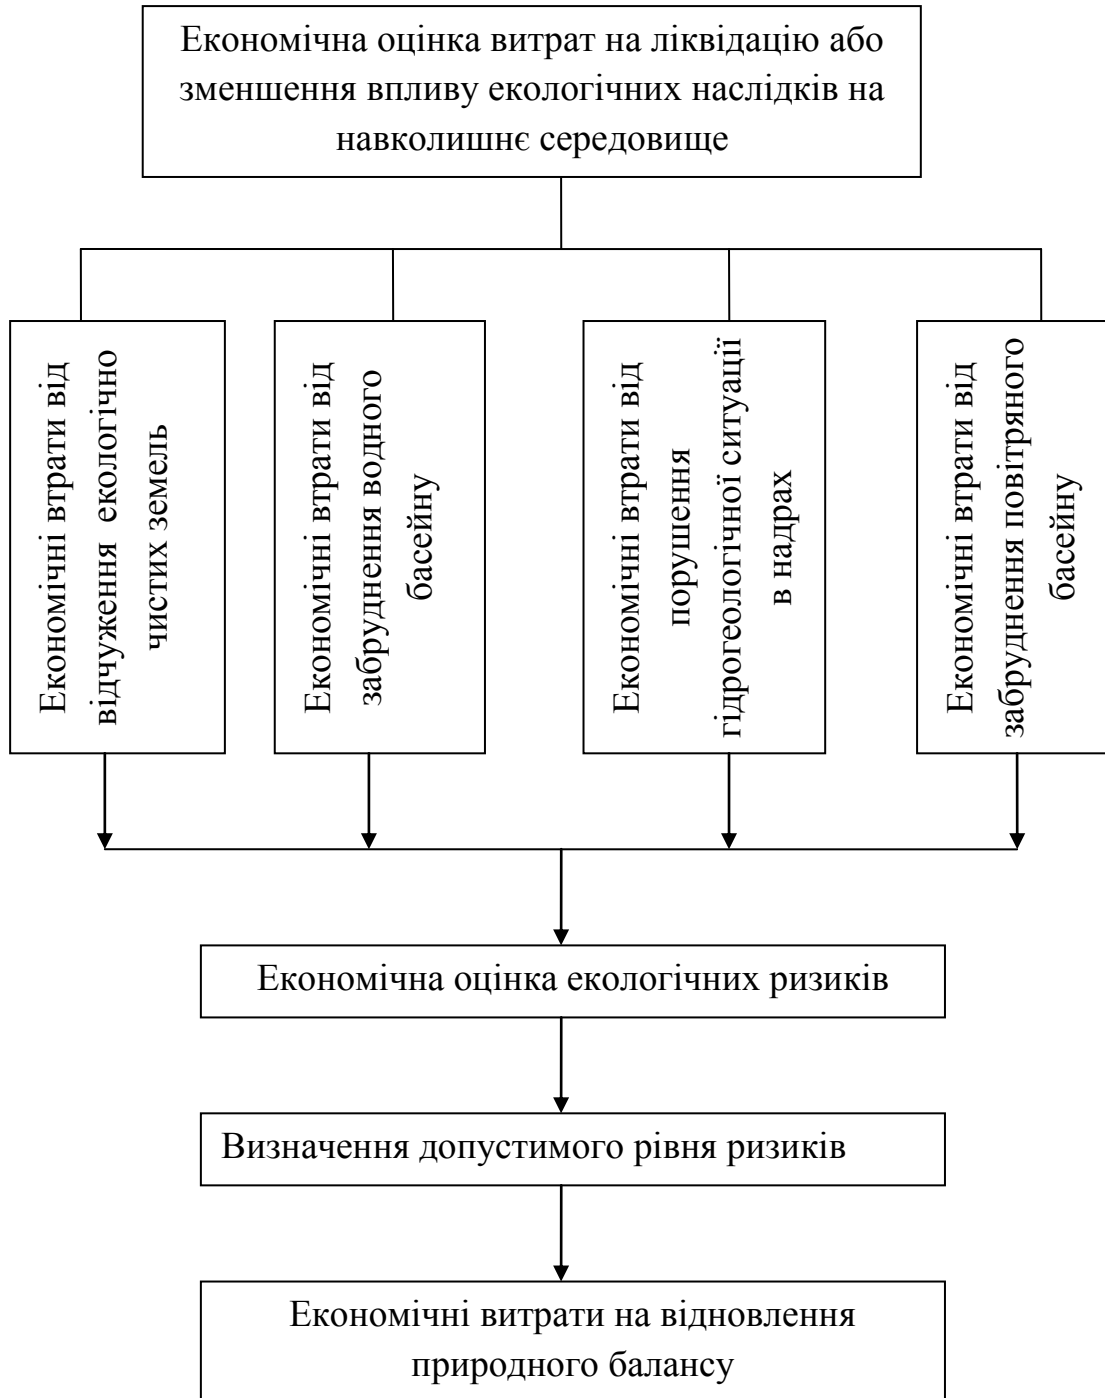 Економічна оцінка витрат на ліквідацію або
зменшення впливу екологічних наслідків на
навколишнє середовище
Економічні втрати від
відчуження екологічно
чистих земель
Економічні втрати від
забруднення водного
басейну
Економічні втрати від
порушення
гідрогеологічної ситуації
в надрах
Економічні втрати від
забруднення повітряного
басейну
Економічна оцінка екологічних ризиків
Визначення допустимого рівня ризиків
Економічні витрати на відновлення
природного балансу